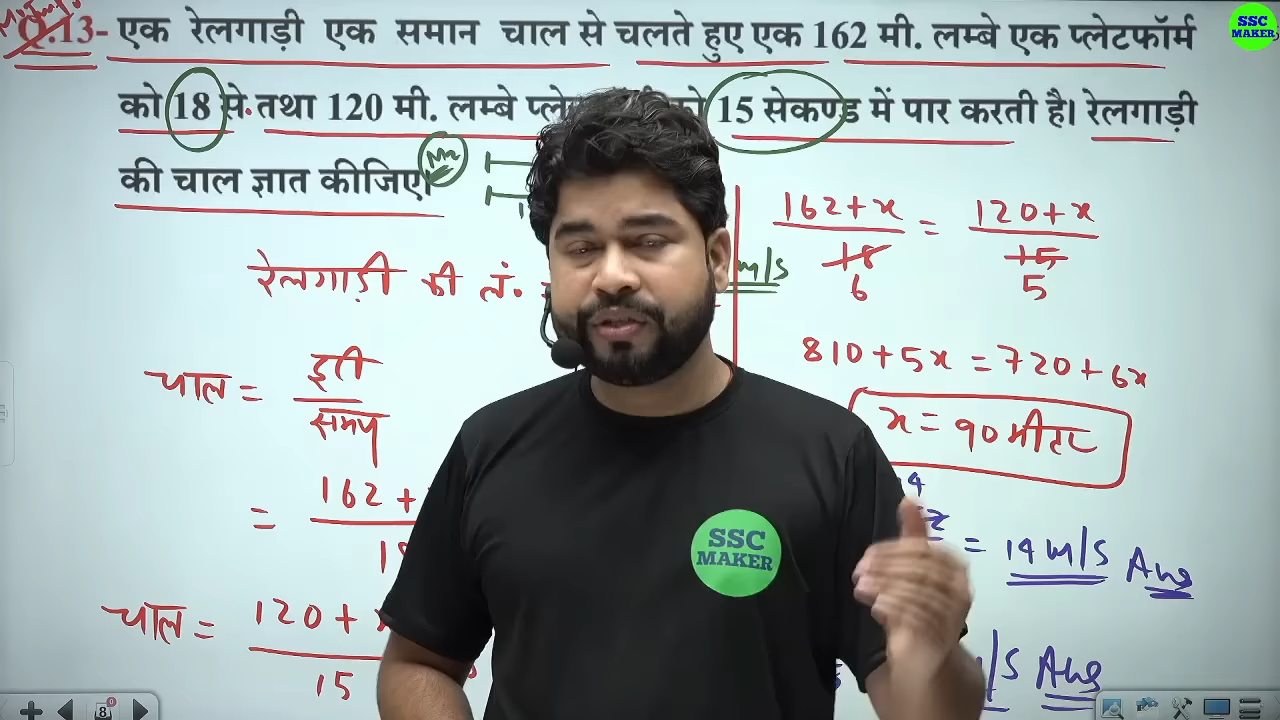 SSC MAKER
Q.13- एक रेलगाड़ी एक समान चाल से चलते हुए एक 162 मी. लम्बे एक प्लेटफॉर्म
को 18 से. तथा 120 मी. लम्बे को 15 सेकण्ड में पार करती है। रेलगाड़ी
की चाल ज्ञात कीजिए।
162+x / 18 = 120+x / 15
6 5
रेलगाड़ी की लं. =
m/s
810+5x = 720+6x
चाल = दूरी / समय
x = 90 मीटर
= 162+
= 14 m/s Ans
चाल = 120+ / 15
/s Ans
SSC
MAKER
8